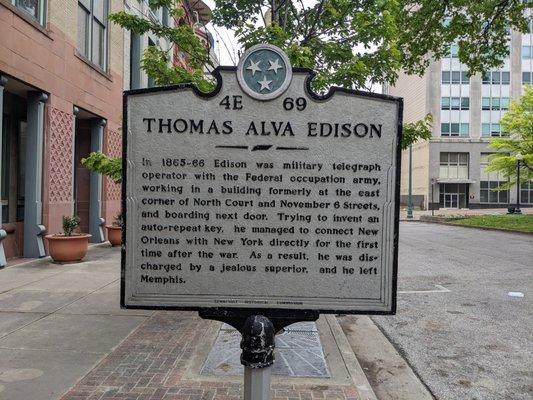 4E 69
THOMAS ALVA EDISON
In 1865-66 Edison was military telegraph
operator with the Federal occupation army,
working in a building formerly at the east
corner of North Court and November 6 Streets,
and boarding next door. Trying to invent an
auto-repeat key, he managed to connect New
Orleans with New York directly for the first
time after the war. As a result, he was dis-
charged by a jealous superior, and he left
Memphis.
TENNESSEE HISTORICAL COMMISSION